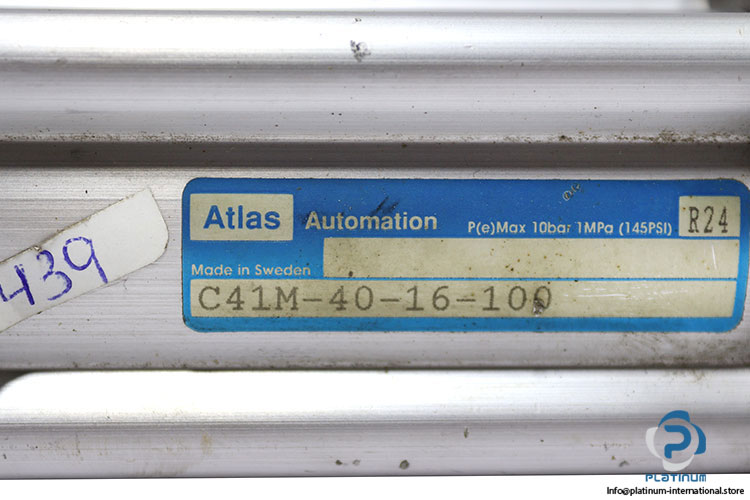 Atlas Automation P(e)Max 10bar 1MPa (145PSI) R24
Made in Sweden
C41M-40-16-100
439
PLATINUM
Info@platinum-international.store